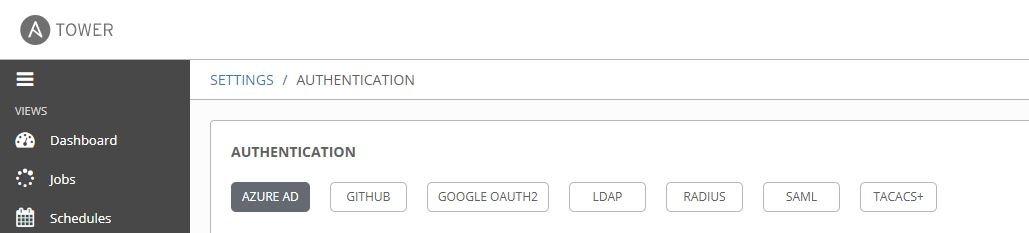 TOWER
SETTINGS / AUTHENTICATION
VIEWS
Dashboard
Jobs
Schedules
AUTHENTICATION
AZURE AD GITHUB GOOGLE OAUTH2 LDAP RADIUS SAML TACACS+